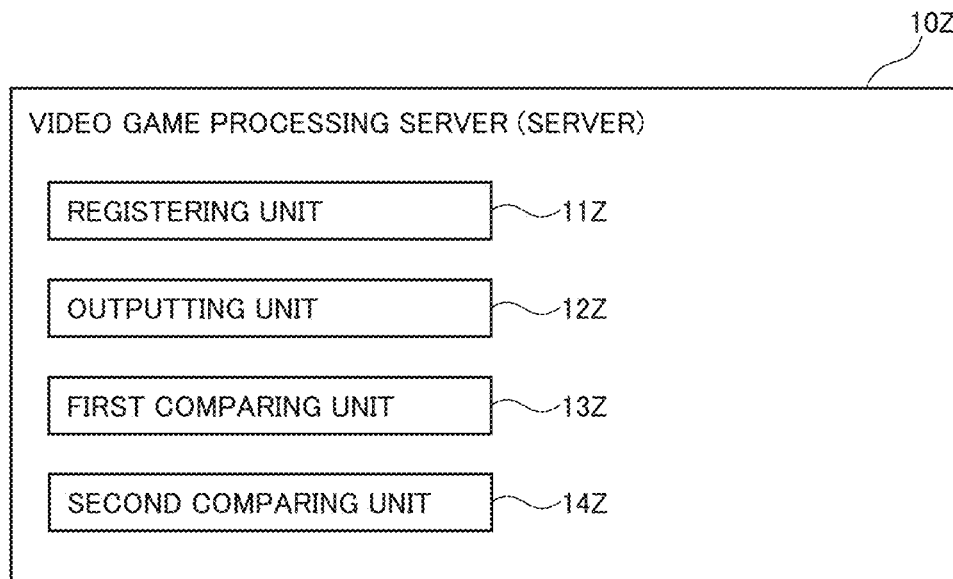 10Z
VIDEO GAME PROCESSING SERVER (SERVER)
REGISTERING UNIT 11Z
OUTPUTTING UNIT 12Z
FIRST COMPARING UNIT 13Z
SECOND COMPARING UNIT 14Z